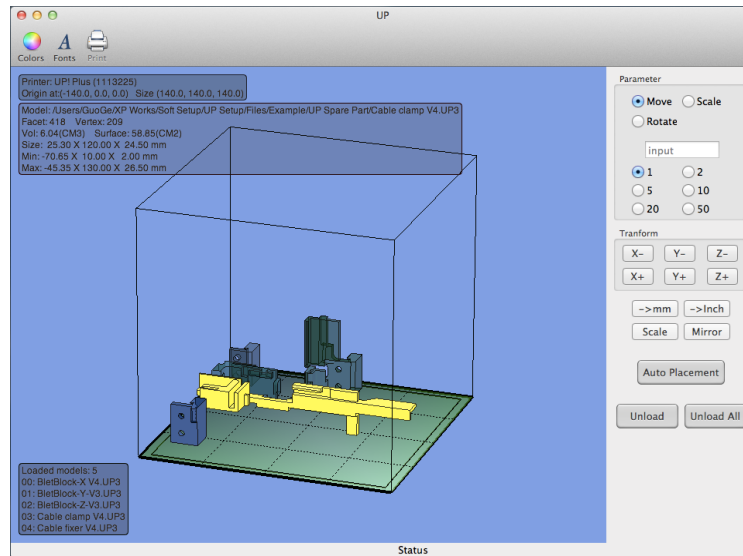 UP
Colors Fonts Print
Printer: UP! Plus (1113225)
Origin at:(-140.0, 0.0, 0.0) Size (140.0, 140.0, 140.0)
Model: /Users/GuoGe/XP Works/Soft Setup/UP Setup/Files/Example/UP Spare Part/Cable clamp V4.UP3
Facet: 418 Vertex: 209
Vol: 6.04(CM3) Surface: 58.85(CM2)
Size: 25.30 X 120.00 X 24.50 mm
Min: -70.65 X 10.00 X 2.00 mm
Max: -45.35 X 130.00 X 26.50 mm
Loaded models: 5
00: BletBlock-X V4.UP3
01: BletBlock-Y-V3.UP3
02: BletBlock-Z-V3.UP3
03: Cable clamp V4.UP3
04: Cable fixer V4.UP3
Parameter
Move Scale
Rotate
input
1 2
5 10
20 50
Tranform
X- Y- Z-
X+ Y+ Z+
->mm ->Inch
Scale Mirror
Auto Placement
Unload Unload All
Status